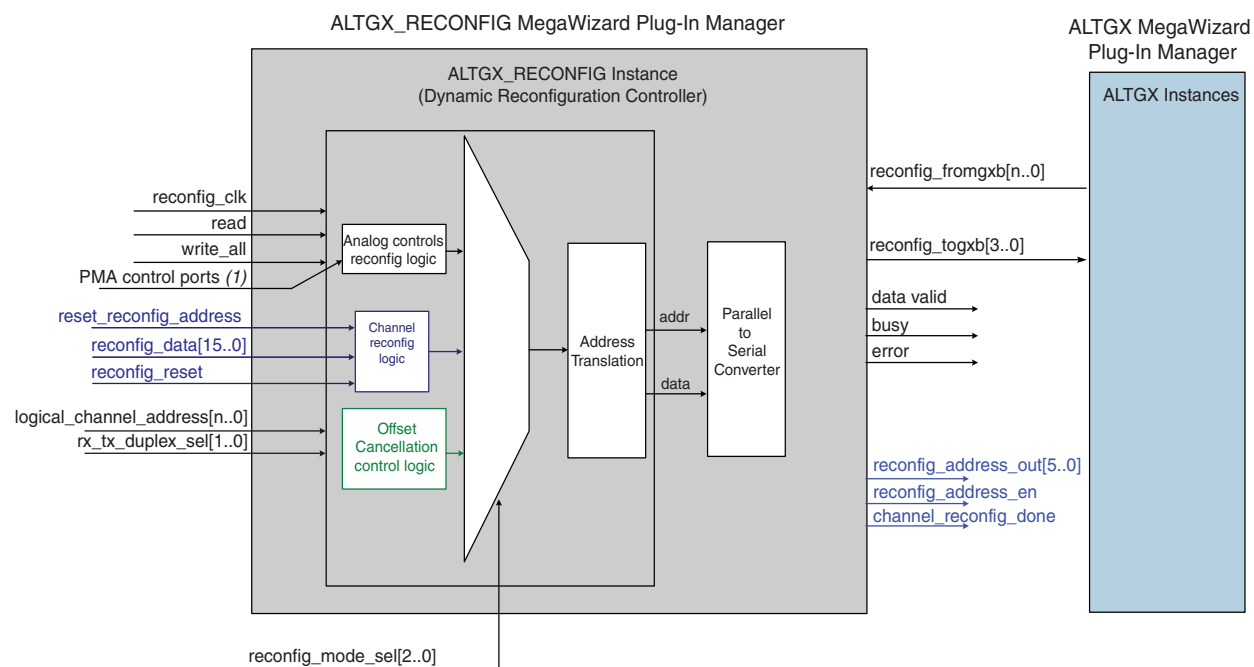 ALTGX_RECONFIG MegaWizard Plug-In Manager
ALTGX MegaWizard
Plug-In Manager
ALTGX_RECONFIG Instance
(Dynamic Reconfiguration Controller)
ALTGX Instances
reconfig_clk
read
write_all
PMA control ports (1)
reset_reconfig_address
reconfig_data[15..0]
reconfig_reset
logical_channel_address[n..0]
rx_tx_duplex_sel[1..0]
Analog controls
reconfig logic
Channel
reconfig
logic
Offset
Cancellation
control logic
Address
Translation
addr
data
Parallel
to
Serial
Converter
reconfig_fromgxb[n..0]
reconfig_togxb[3..0]
data valid
busy
error
reconfig_address_out[5..0]
reconfig_address_en
channel_reconfig_done
reconfig_mode_sel[2..0]